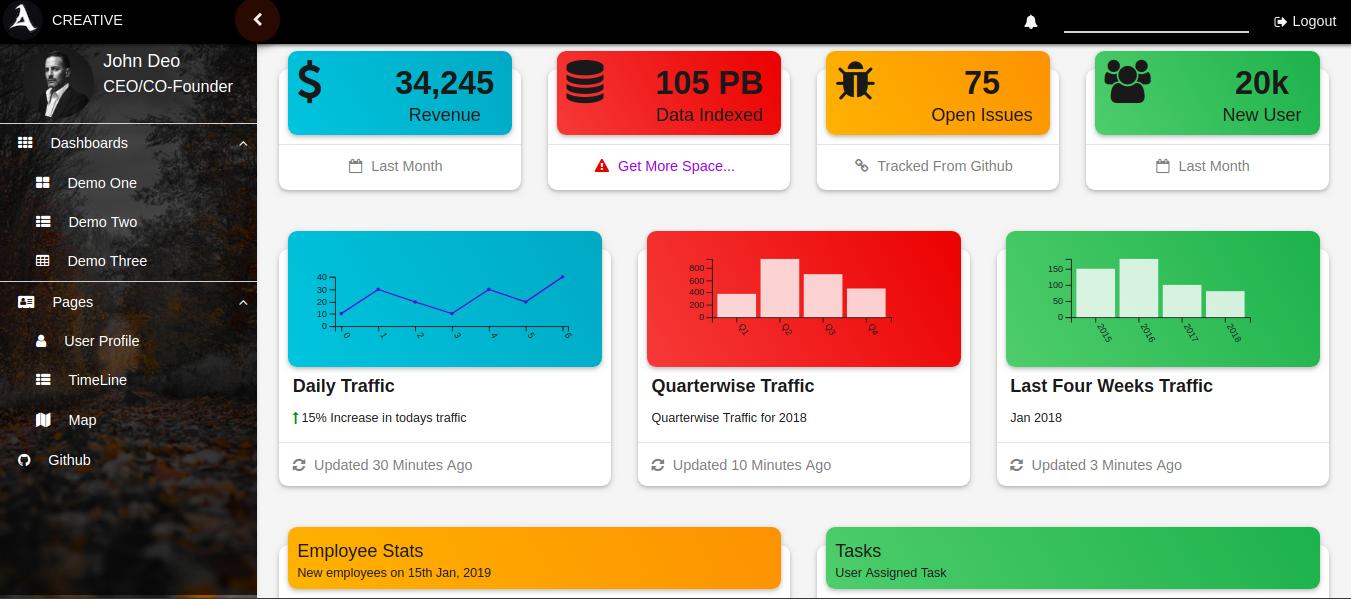 CREATIVE
Logout
John Deo
CEO/CO-Founder
Dashboards
Demo One
Demo Two
Demo Three
Pages
User Profile
TimeLine
Map
Github
34,245
Revenue
Last Month
105 PB
Data Indexed
Get More Space...
75
Open Issues
Tracked From Github
20k
New User
Last Month
40
30
20
10
0
0 1 2 3 4 5 6
Daily Traffic
15% Increase in todays traffic
Updated 30 Minutes Ago
800
600
400
200
0
Q1 Q2 Q3 Q4
Quarterwise Traffic
Quarterwise Traffic for 2018
Updated 10 Minutes Ago
150
100
50
0
2015 2016 2017 2018
Last Four Weeks Traffic
Jan 2018
Updated 3 Minutes Ago
Employee Stats
New employees on 15th Jan, 2019
Tasks
User Assigned Task